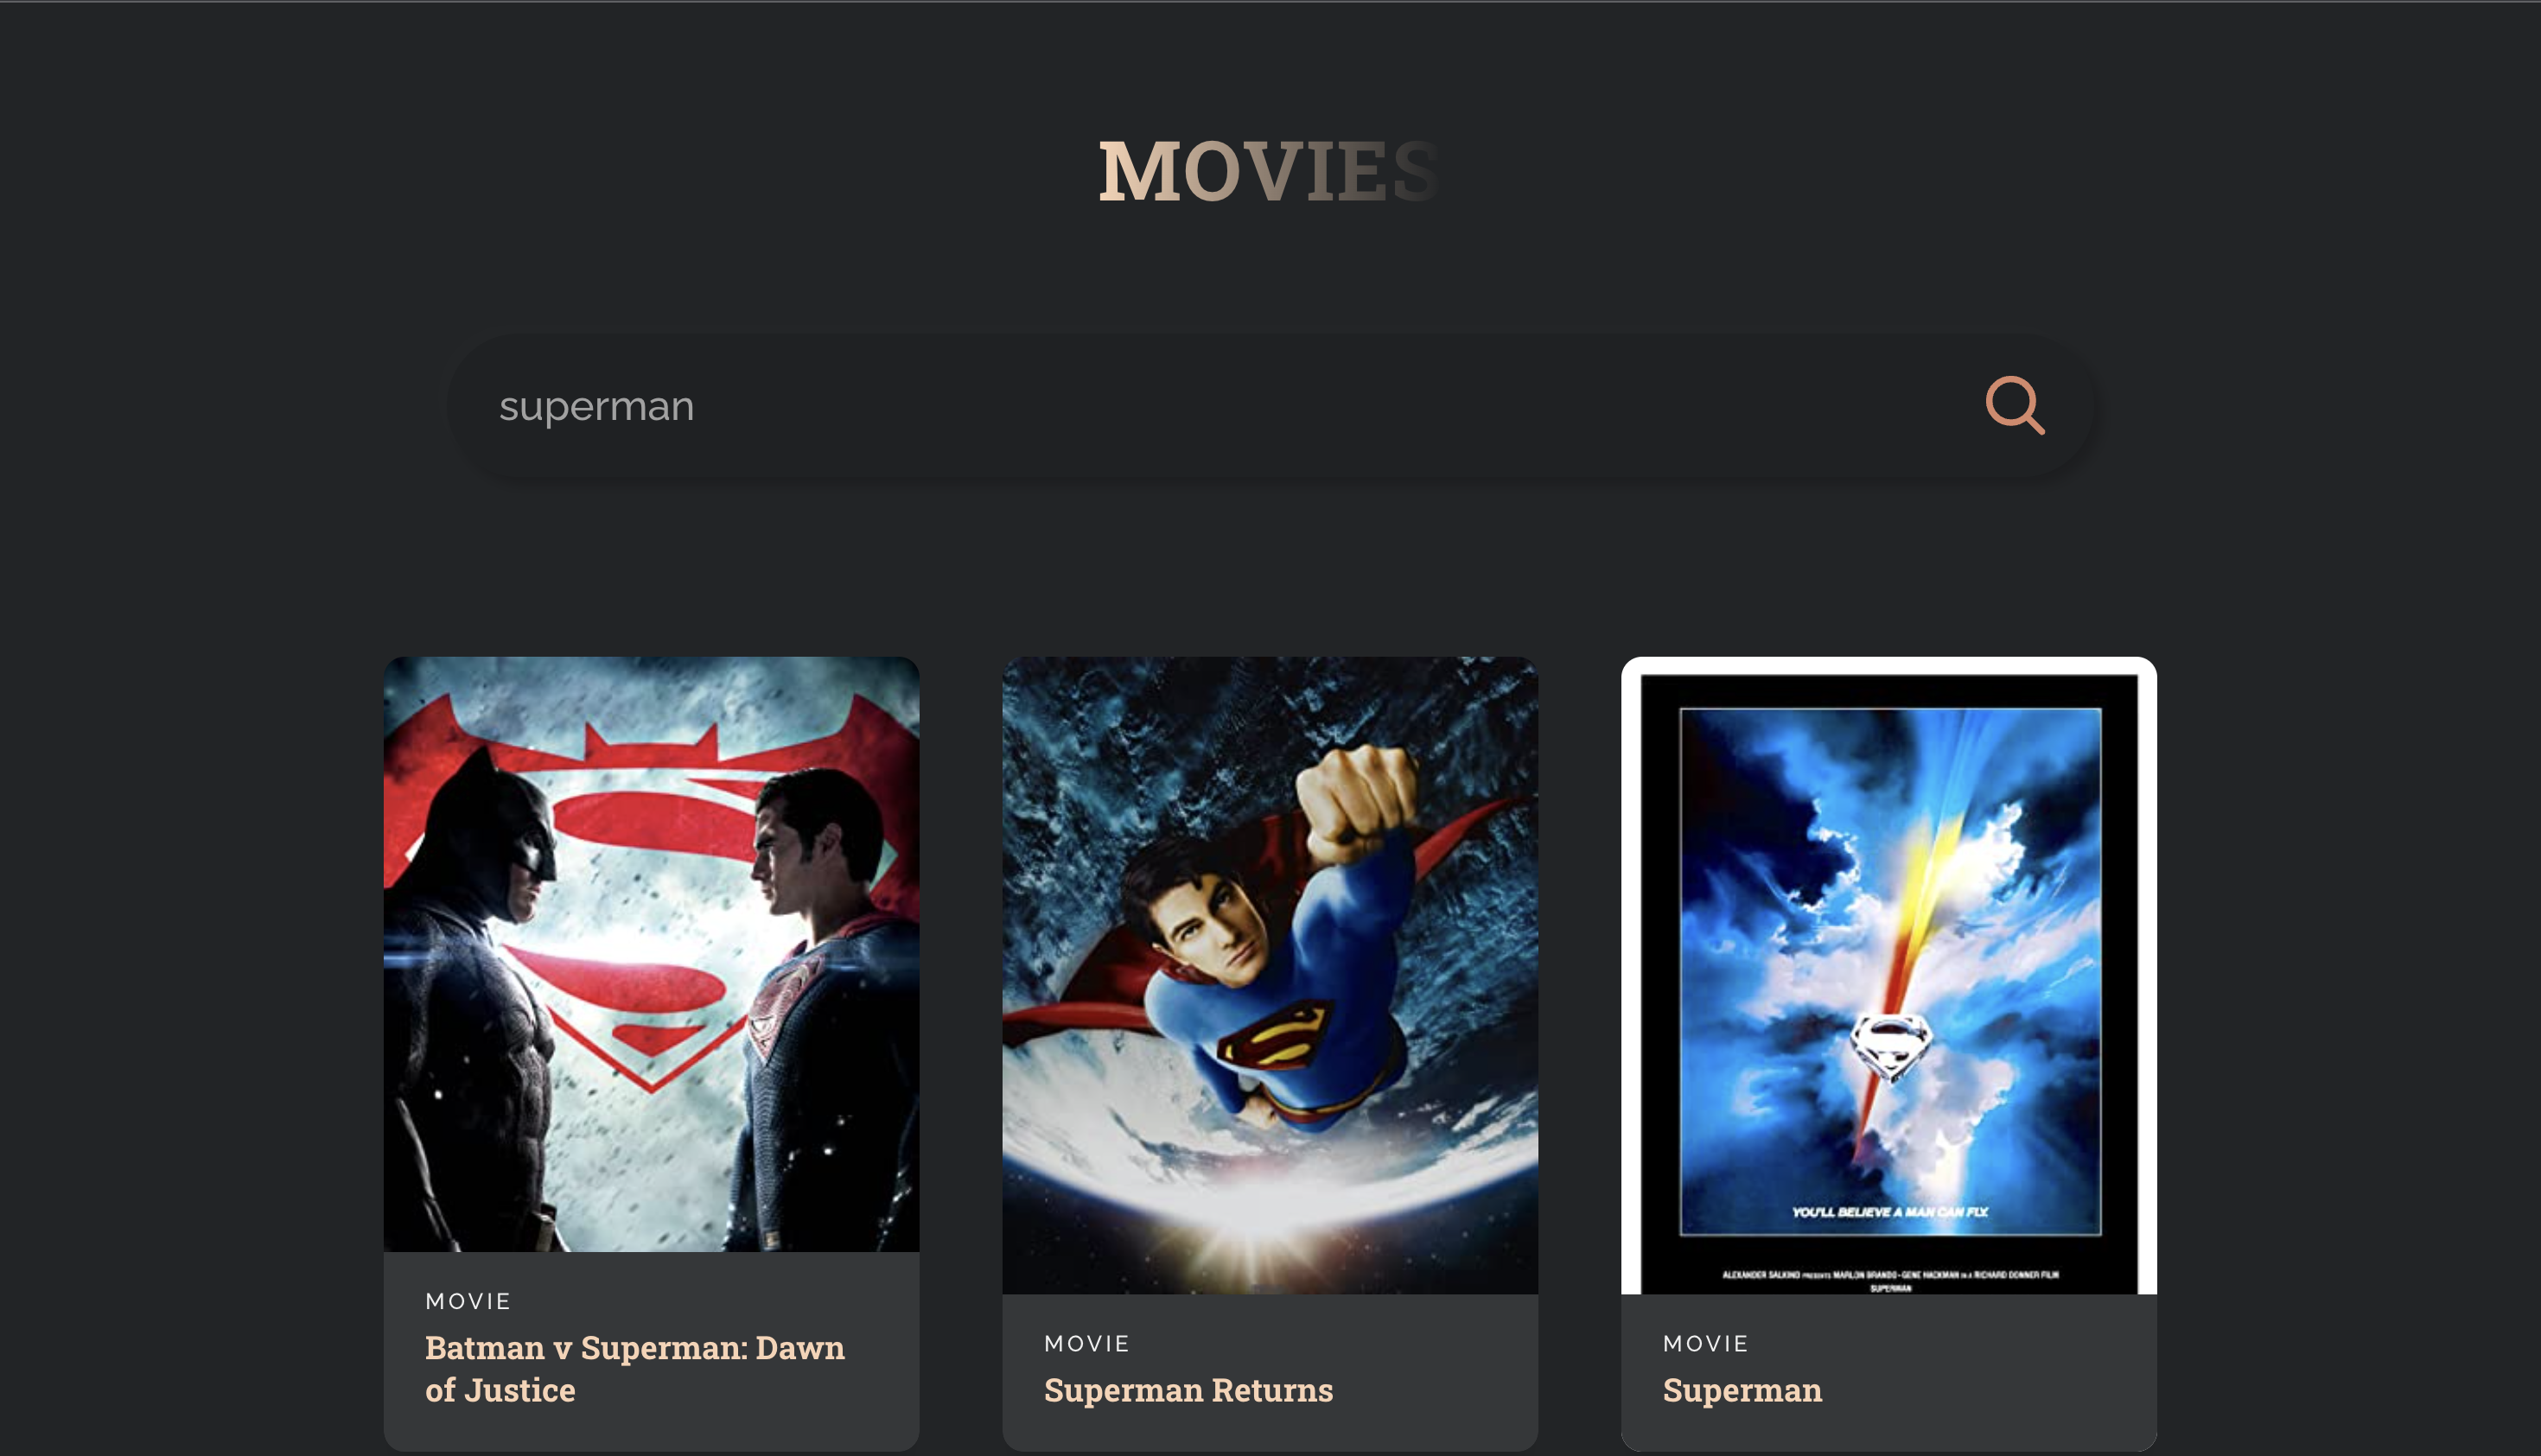 MOVIES
superman
MOVIE
Batman v Superman: Dawn
of Justice
MOVIE
Superman Returns
YOU'LL BELIEVE A MAN CAN FLY.
ALEXANDER SALKIND PRESENTS MARLON BRANDO · GENE HACKMAN IN A RICHARD DONNER FILM
SUPERMAN
MOVIE
Superman